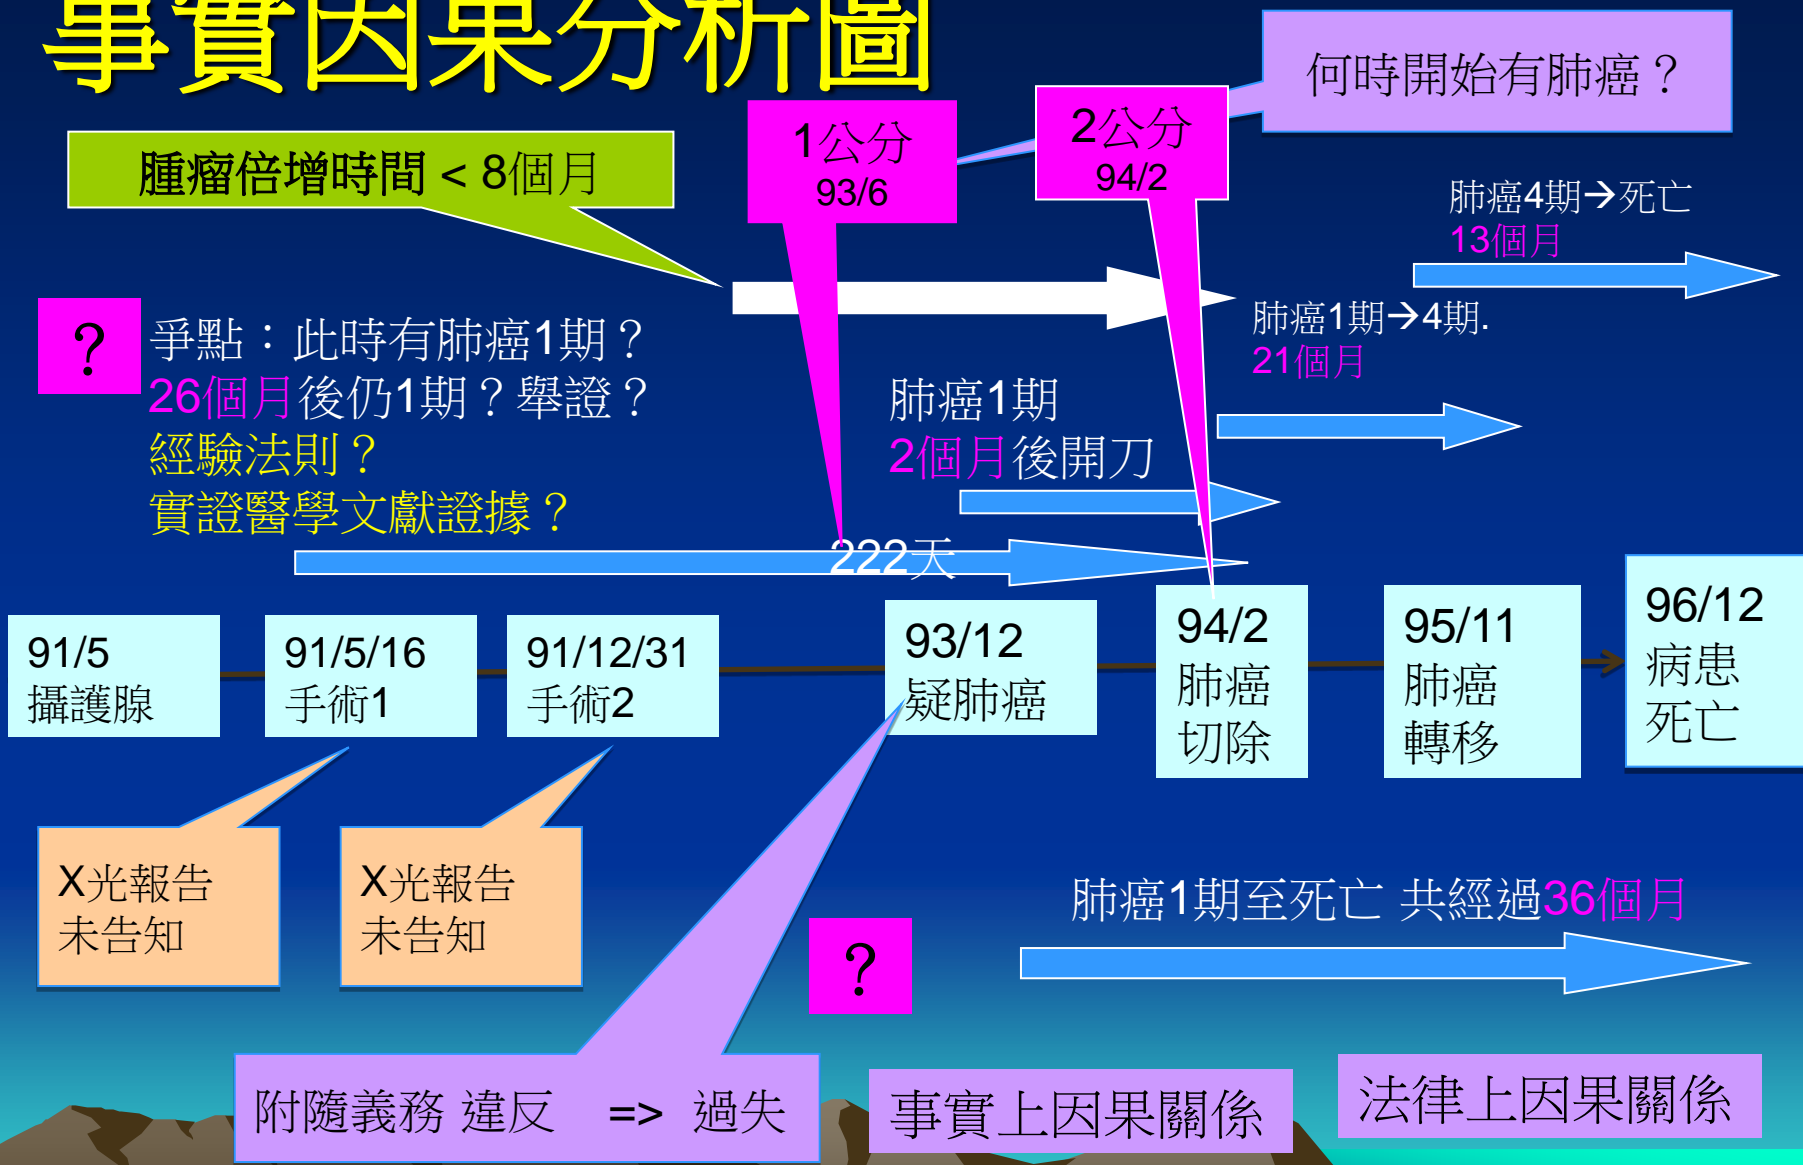 事實因果分析圖
何時開始有肺癌？
1公分
93/6
2公分
94/2
腫瘤倍增時間 < 8個月
肺癌4期→死亡
13個月
？
爭點：此時有肺癌1期？
26個月後仍1期？舉證？
經驗法則？
實證醫學文獻證據？
肺癌1期→4期.
21個月
肺癌1期
2個月後開刀
222天
91/5
攝護腺
91/5/16
手術1
91/12/31
手術2
93/12
疑肺癌
94/2
肺癌
切除
95/11
肺癌
轉移
96/12
病患
死亡
X光報告
未告知
X光報告
未告知
肺癌1期至死亡 共經過36個月
？
附隨義務 違反 => 過失
事實上因果關係
法律上因果關係